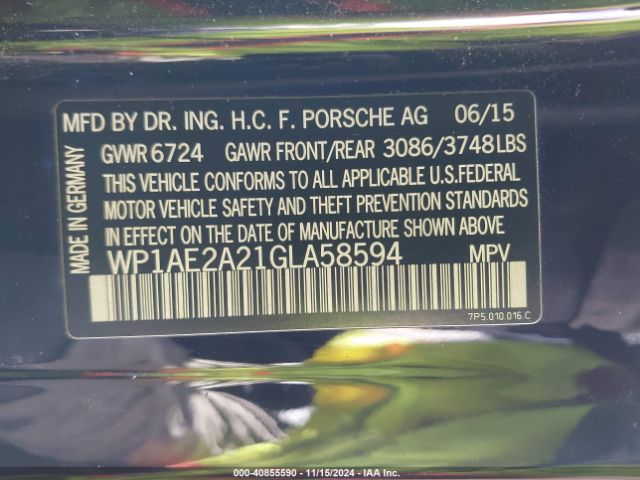 MFD BY DR. ING. H.C. F. PORSCHE AG 06/15
GVWR 6724 GAWR FRONT/REAR 3086/3748 LBS
THIS VEHICLE CONFORMS TO ALL APPLICABLE U.S.FEDERAL
MOTOR VEHICLE SAFETY AND THEFT PREVENTION STANDARDS
IN EFFECT ON THE DATE OF MANUFACTURE SHOWN ABOVE
WP1AE2A21GLA58594 MPV
7P5.010.016.C
MADE IN GERMANY
000-40855590 - 11/15/2024 - IAA Inc.